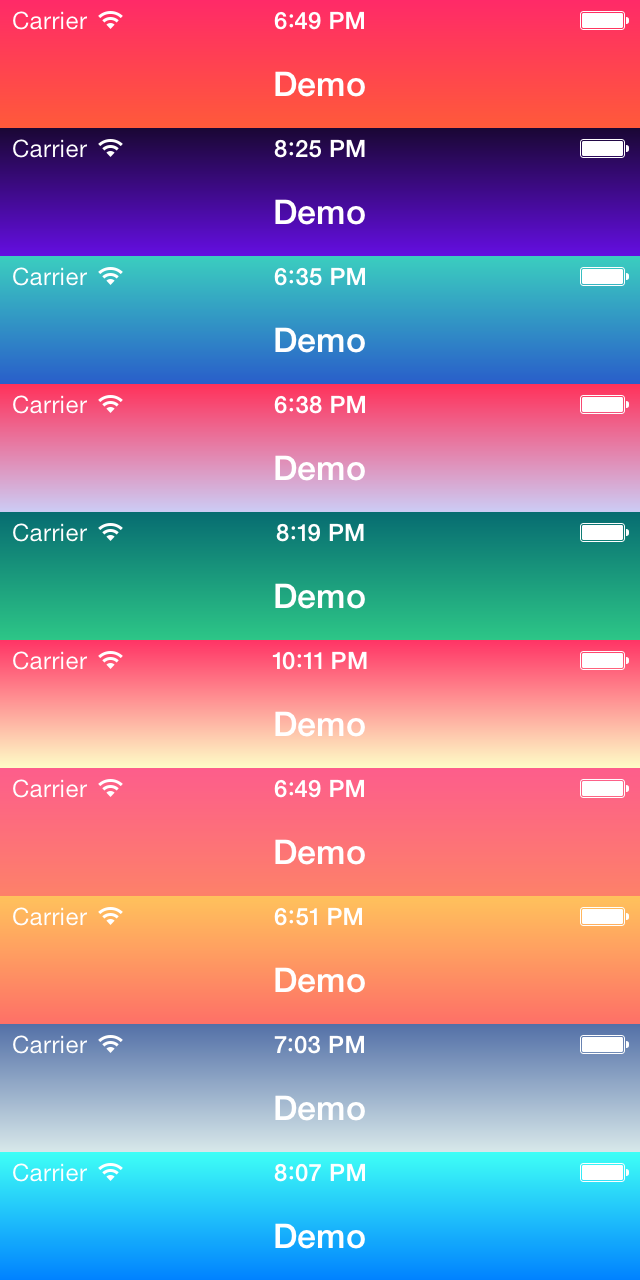 Carrier 6:49 PM
Demo
Carrier 8:25 PM
Demo
Carrier 6:35 PM
Demo
Carrier 6:38 PM
Demo
Carrier 8:19 PM
Demo
Carrier 10:11 PM
Demo
Carrier 6:49 PM
Demo
Carrier 6:51 PM
Demo
Carrier 7:03 PM
Demo
Carrier 8:07 PM
Demo